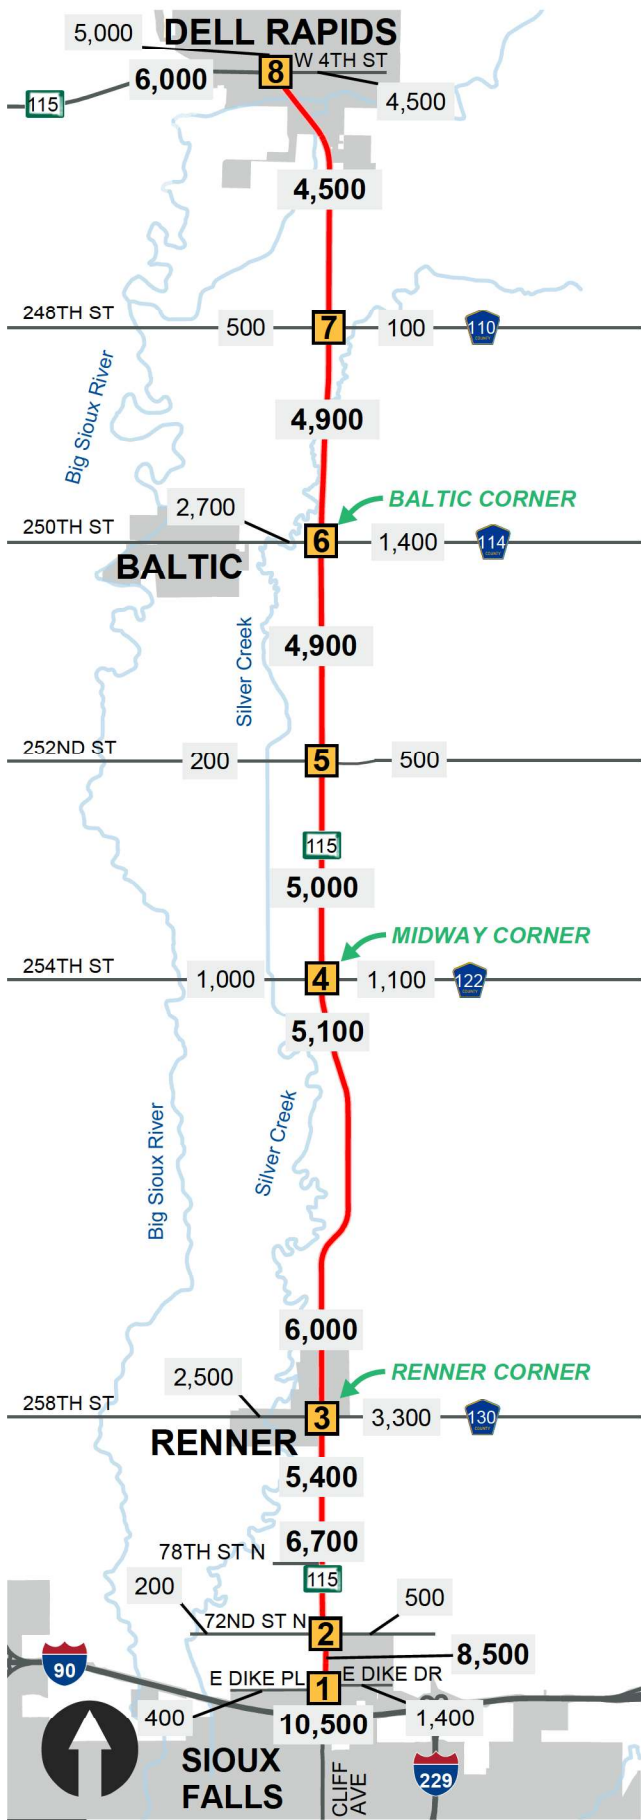 5,000
DELL RAPIDS
6,000
8
W 4TH ST
115
4,500
4,500
248TH ST
500
7
100
110
COUNTY
Big Sioux River
4,900
BALTIC CORNER
2,700
250TH ST
6
1,400
114
COUNTY
BALTIC
Silver Creek
4,900
252ND ST
200
5
500
115
5,000
MIDWAY CORNER
254TH ST
1,000
4
1,100
122
COUNTY
5,100
Big Sioux River
Silver Creek
6,000
RENNER CORNER
2,500
258TH ST
3
3,300
130
COUNTY
RENNER
5,400
6,700
78TH ST N
115
200
500
72ND ST N
2
8,500
90
E DIKE PL
1
E DIKE DR
400
10,500
1,400
SIOUX
FALLS
CLIFF
AVE
229